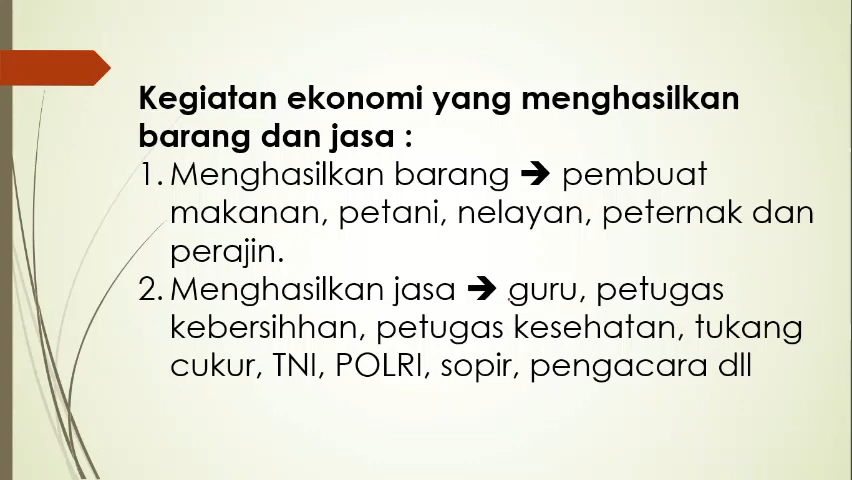 Kegiatan ekonomi yang menghasilkan
barang dan jasa :
1. Menghasilkan barang ➔ pembuat
makanan, petani, nelayan, peternak dan
perajin.
2. Menghasilkan jasa ➔ guru, petugas
kebersihhan, petugas kesehatan, tukang
cukur, TNI, POLRI, sopir, pengacara dll